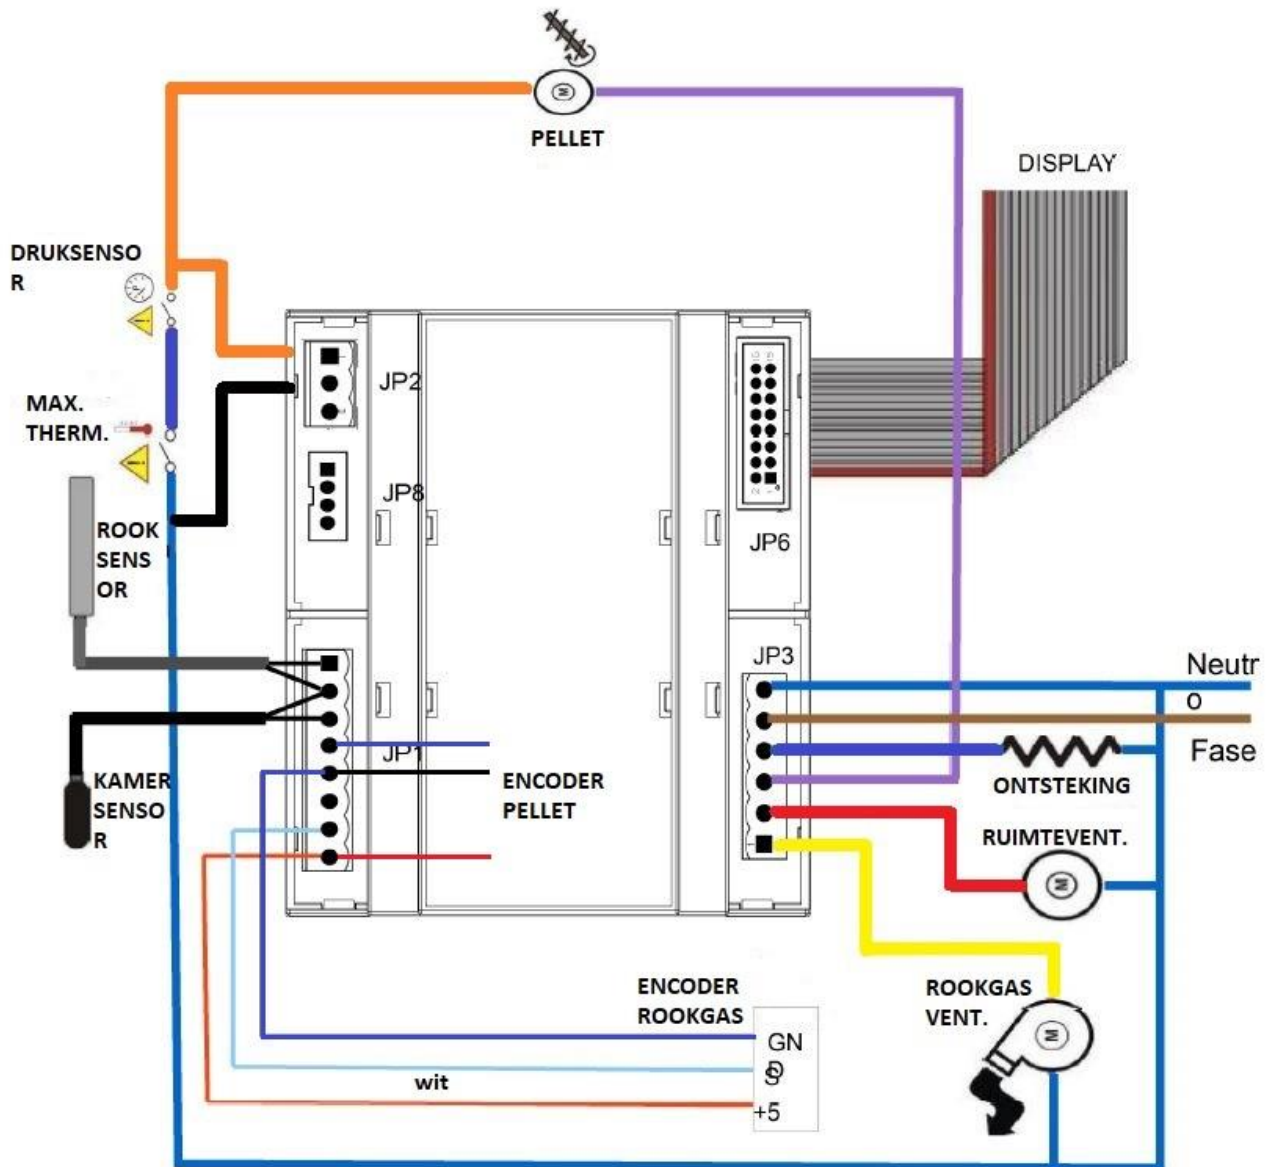 PELLET
DISPLAY
DRUKSENSO
R
MAX.
THERM.
JP2
JP8
JP6
ROOK
SENS
OR
JP3
Neutr
o
Fase
JP1
KAMER
SENSO
R
ENCODER
PELLET
ONTSTEKING
RUIMTEVENT.
ENCODER
ROOKGAS
ROOKGAS
VENT.
GN
D
S
+5
wit
M
M
M